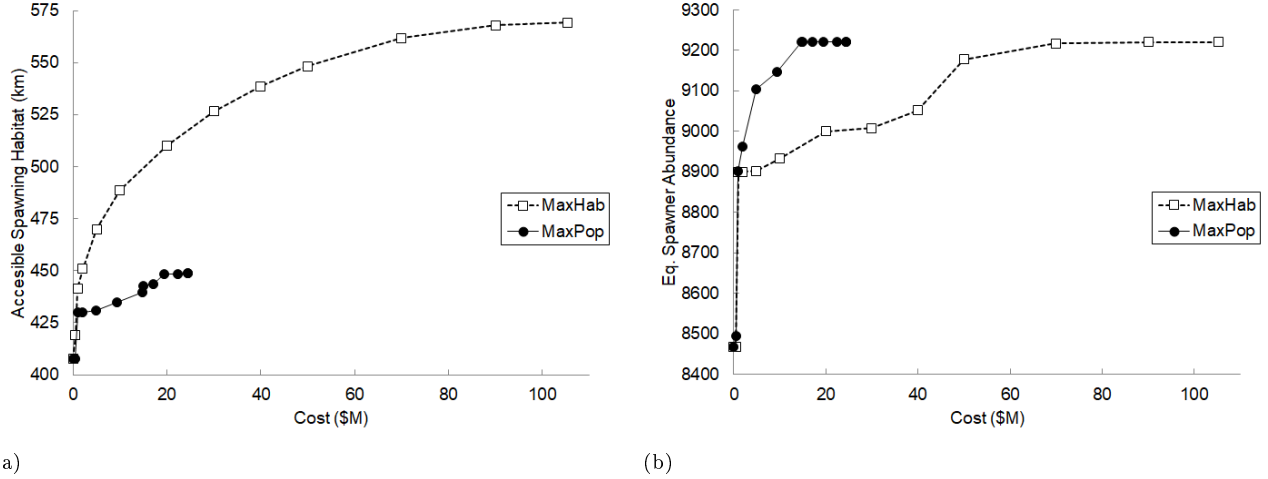 575
550
525
500
475
450
425
400
Accesible Spawning Habitat (km)
0 20 40 60 80 100
Cost ($M)
MaxHab
MaxPop
a)
9300
9200
9100
9000
8900
8800
8700
8600
8500
8400
Eq. Spawner Abundance
0 20 40 60 80 100
Cost ($M)
MaxHab
MaxPop
(b)